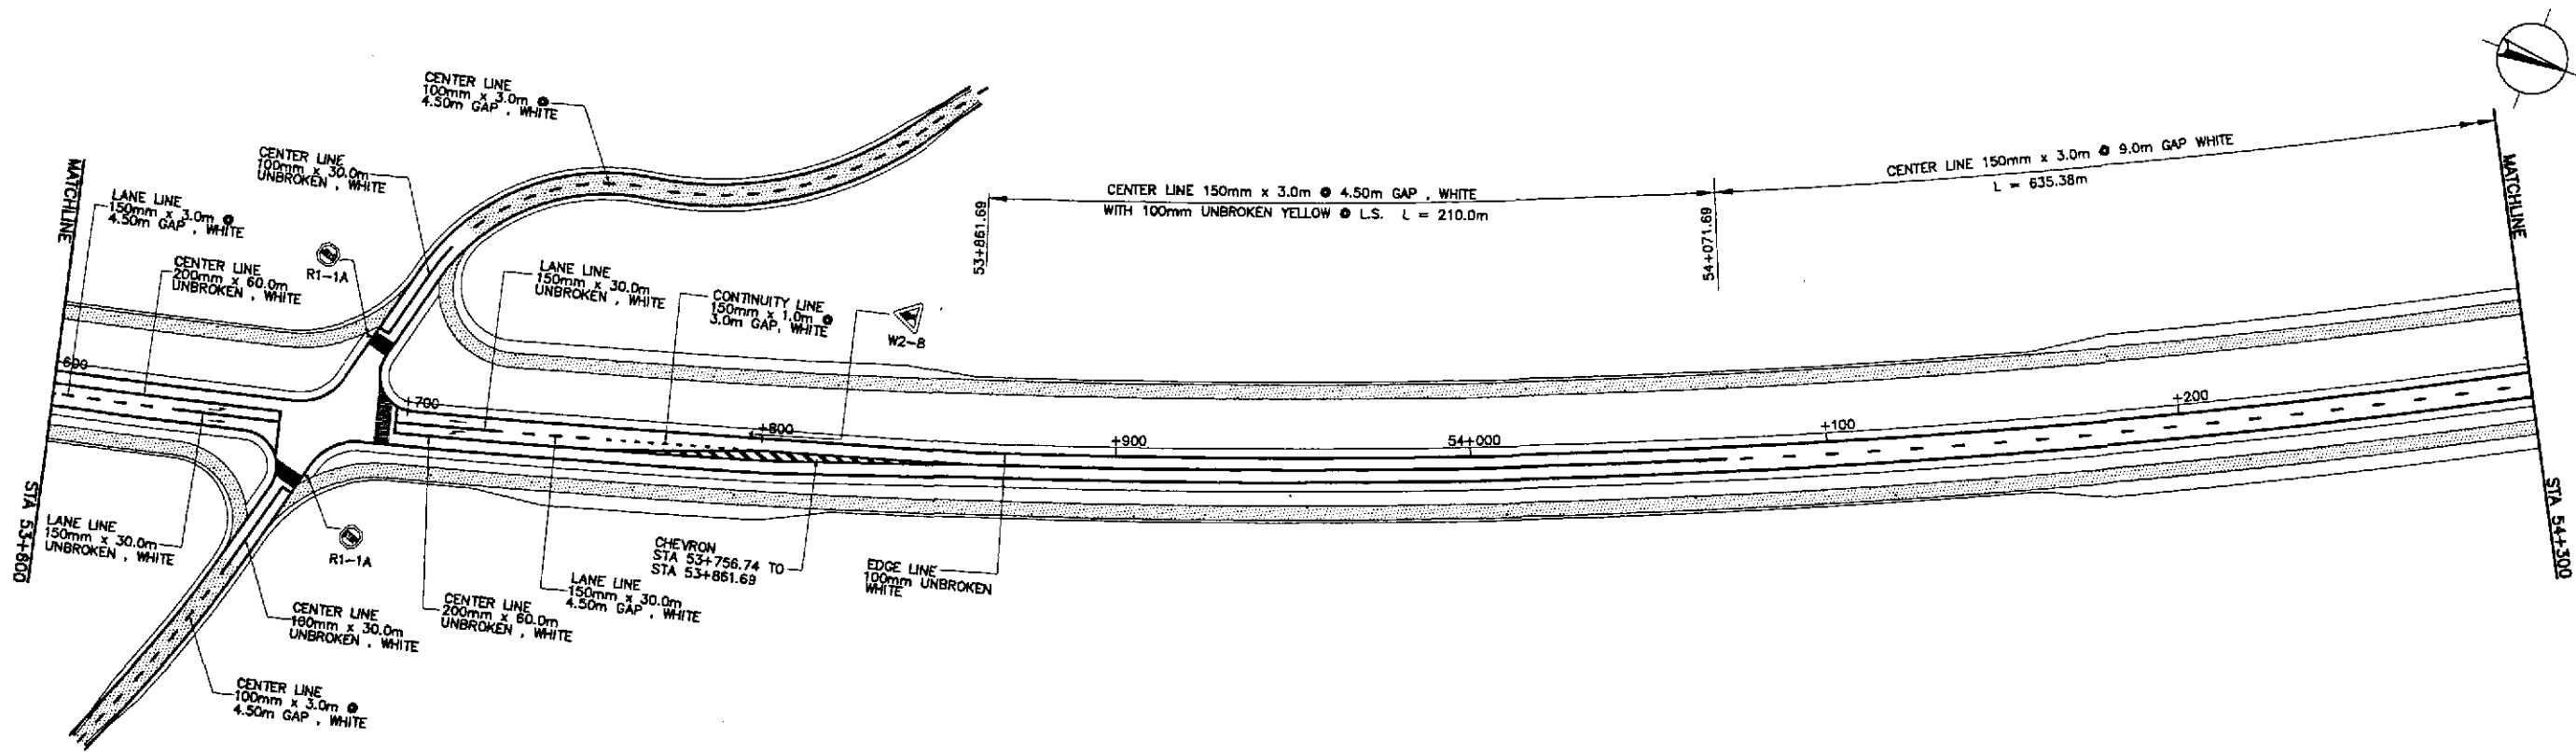 CENTER LINE
100mm x 3.0m @
4.50m GAP , WHITE
CENTER LINE
100mm x 30.0m
UNBROKEN , WHITE
MATCHLINE
LANE LINE
150mm x 3.0m @
4.50m GAP , WHITE
R1-1A
CENTER LINE
200mm x 60.0m
UNBROKEN , WHITE
LANE LINE
150mm x 30.0m
UNBROKEN , WHITE
CONTINUITY LINE
150mm x 1.0m @
3.0m GAP, WHITE
W2-8
53+861.69
CENTER LINE 150mm x 3.0m @ 4.50m GAP , WHITE
WITH 100mm UNBROKEN YELLOW @ L.S. L = 210.0m
54+071.69
CENTER LINE 150mm x 3.0m @ 9.0m GAP WHITE
L = 635.38m
MATCHLINE
600
+700
+800
+900
54+000
+100
+200
STA 53+600
LANE LINE
150mm x 30.0m
UNBROKEN , WHITE
R1-1A
CENTER LINE
100mm x 30.0m
UNBROKEN , WHITE
CENTER LINE
100mm x 3.0m @
4.50m GAP , WHITE
CENTER LINE
200mm x 60.0m
UNBROKEN , WHITE
LANE LINE
150mm x 30.0m
4.50m GAP , WHITE
CHEVRON
STA 53+756.74 TO
STA 53+861.69
EDGE LINE
100mm UNBROKEN
WHITE
STA 54+300